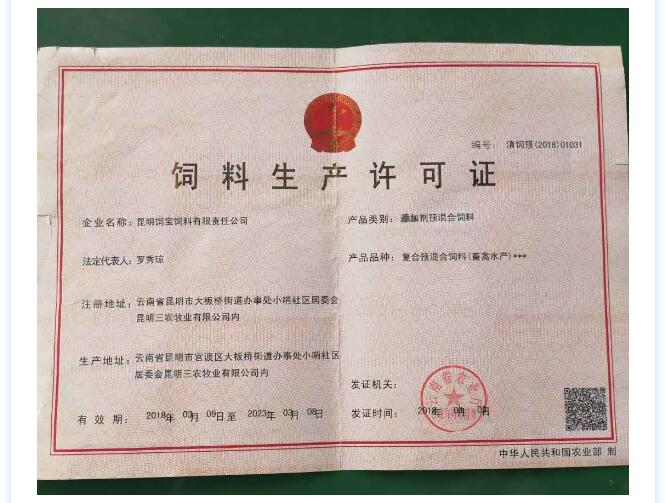 编号： 滇饲预(2018)01031
饲料生产许可证
企业名称：昆明饲宝饲料有限责任公司
产品类别：添加剂预混合饲料
法定代表人：罗秀琼
产品品种：复合预混合饲料(畜禽水产)***
注册地址：云南省昆明市大板桥街道办事处小哨社区居委会
昆明三农牧业有限公司内
生产地址：云南省昆明市官渡区大板桥街道办事处小哨社区
居委会昆明三农牧业有限公司内
发证机关：
云南省农业厅
有效期：2018年03月09日至2023年03月08日
发证时间：2018年
中华人民共和国农业部 制